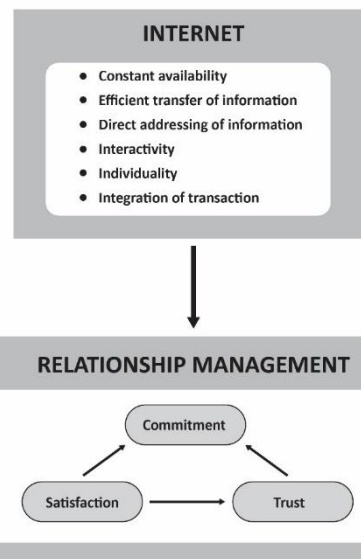 INTERNET
● Constant availability
● Efficient transfer of information
● Direct addressing of information
● Interactivity
● Individuality
● Integration of transaction
RELATIONSHIP MANAGEMENT
Commitment
Satisfaction
Trust